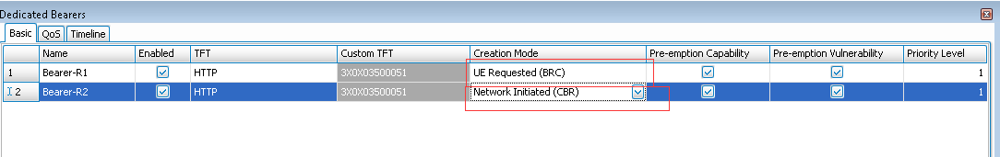 Dedicated Bearers
Basic QoS Timeline
Name Enabled TFT Custom TFT Creation Mode Pre-emption Capability Pre-emption Vulnerability Priority Level
1 Bearer-R1 HTTP 3X0X03500051 UE Requested (BRC) 1
2 Bearer-R2 HTTP 3X0X03500051 Network Initiated (CBR) 1